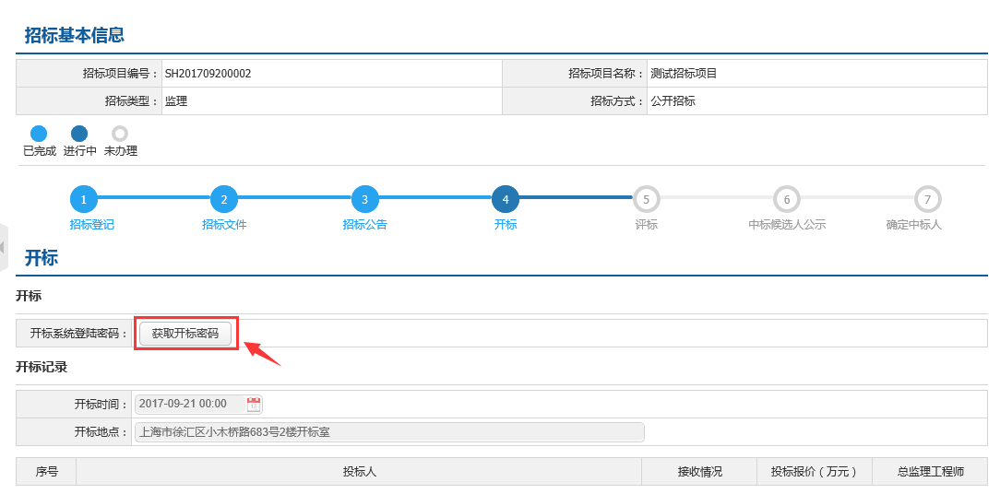 招标基本信息
招标项目编号： SH201709200002 招标项目名称： 测试招标项目
招标类型： 监理 招标方式： 公开招标
已完成 进行中 未办理
1 2 3 4 5 6 7
招标登记 招标文件 招标公告 开标 评标 中标候选人公示 确定中标人
开标
开标
开标系统登陆密码： 获取开标密码
开标记录
开标时间： 2017-09-21 00:00
开标地点： 上海市徐汇区小木桥路683号2楼开标室
序号 投标人 接收情况 投标报价（万元） 总监理工程师